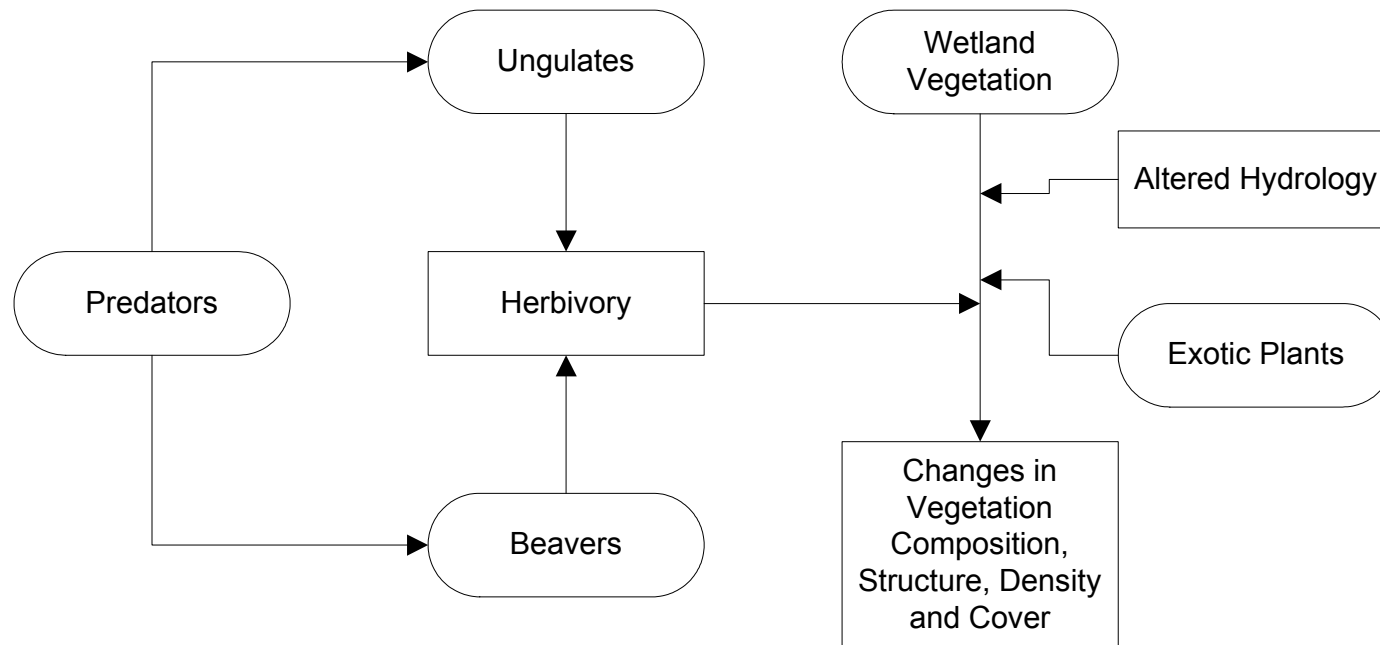 Ungulates
Wetland
Vegetation
Altered Hydrology
Predators
Herbivory
Exotic Plants
Beavers
Changes in
Vegetation
Composition,
Structure, Density
and Cover